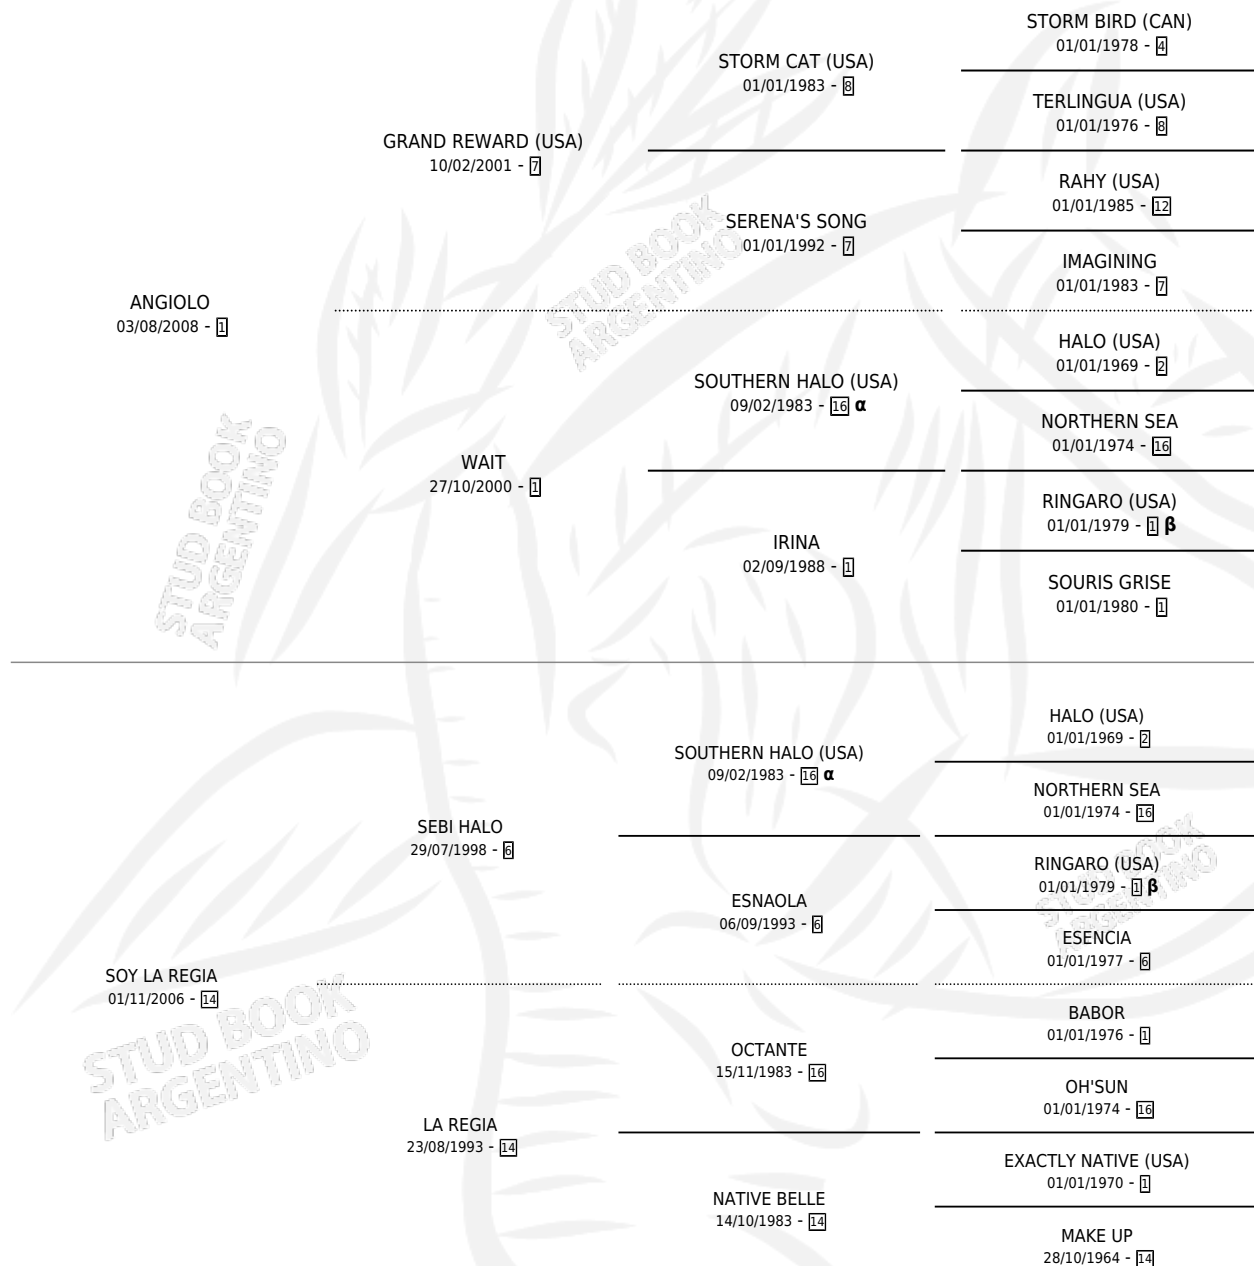 STORM BIRD (CAN)
01/01/1978 - 4
STORM CAT (USA)
01/01/1983 - 8
TERLINGUA (USA)
01/01/1976 - 8
GRAND REWARD (USA)
10/02/2001 - 7
RAHY (USA)
01/01/1985 - 12
SERENA'S SONG
01/01/1992 - 7
IMAGINING
01/01/1983 - 7
STUD BOOK
ARGENTINO
ANGIOLO
03/08/2008 - 1
HALO (USA)
01/01/1969 - 2
SOUTHERN HALO (USA)
09/02/1983 - 16 α
NORTHERN SEA
01/01/1974 - 16
WAIT
27/10/2000 - 1
RINGARO (USA)
01/01/1979 - 1 β
IRINA
02/09/1988 - 1
SOURIS GRISE
01/01/1980 - 1
STUD BOOK
ARGENTINO
HALO (USA)
01/01/1969 - 2
SOUTHERN HALO (USA)
09/02/1983 - 16 α
NORTHERN SEA
01/01/1974 - 16
SEBI HALO
29/07/1998 - 6
RINGARO (USA)
01/01/1979 - 1 β
ESNAOLA
06/09/1993 - 6
ESENCIA
01/01/1977 - 6
STUD BOOK
ARGENTINO
SOY LA REGIA
01/11/2006 - 14
BABOR
01/01/1976 - 1
OCTANTE
15/11/1983 - 16
OH'SUN
01/01/1974 - 16
STUD BOOK
ARGENTINO
LA REGIA
23/08/1993 - 14
EXACTLY NATIVE (USA)
01/01/1970 - 1
NATIVE BELLE
14/10/1983 - 14
MAKE UP
28/10/1964 - 14